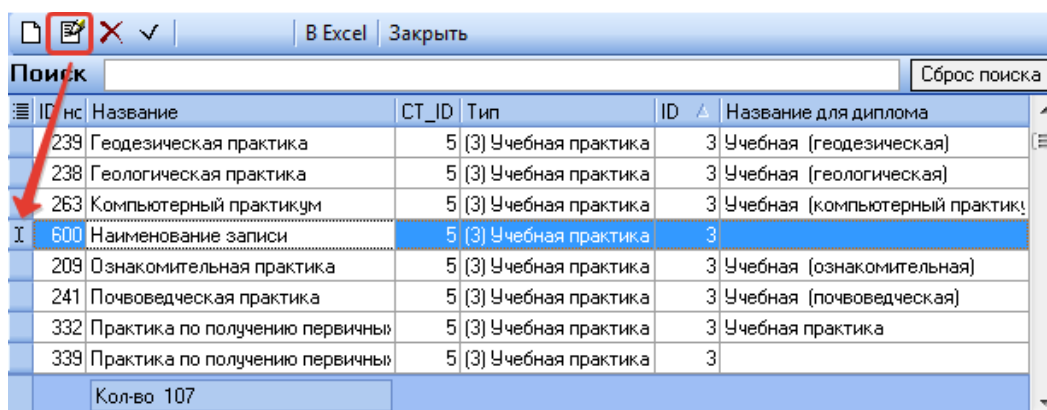 В Excel Закрыть
Поиск Сброс поиска
ID нс Название CT_ID Тип ID Название для диплома
239 Геодезическая практика 5 (3) Учебная практика 3 Учебная (геодезическая)
238 Геологическая практика 5 (3) Учебная практика 3 Учебная (геологическая)
263 Компьютерный практикум 5 (3) Учебная практика 3 Учебная (компьютерный практику
600 Наименование записи 5 (3) Учебная практика 3
209 Ознакомительная практика 5 (3) Учебная практика 3 Учебная (ознакомительная)
241 Почвоведческая практика 5 (3) Учебная практика 3 Учебная (почвоведческая)
332 Практика по получению первичных 5 (3) Учебная практика 3 Учебная практика
339 Практика по получению первичных 5 (3) Учебная практика 3
Кол-во 107